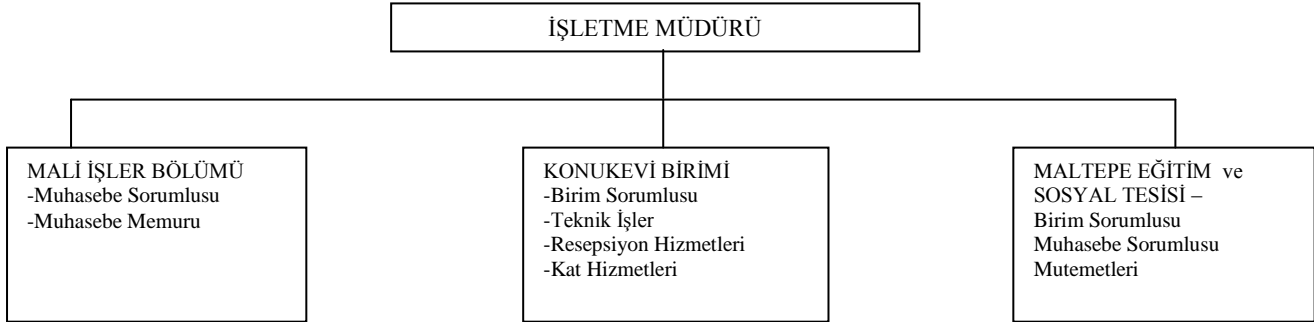 İŞLETME MÜDÜRÜ
MALİ İŞLER BÖLÜMÜ
-Muhasebe Sorumlusu
-Muhasebe Memuru
KONUKEVİ BİRİMİ
-Birim Sorumlusu
-Teknik İşler
-Resepsiyon Hizmetleri
-Kat Hizmetleri
MALTEPE EĞİTİM ve
SOSYAL TESİSİ –
Birim Sorumlusu
Muhasebe Sorumlusu
Mutemetleri